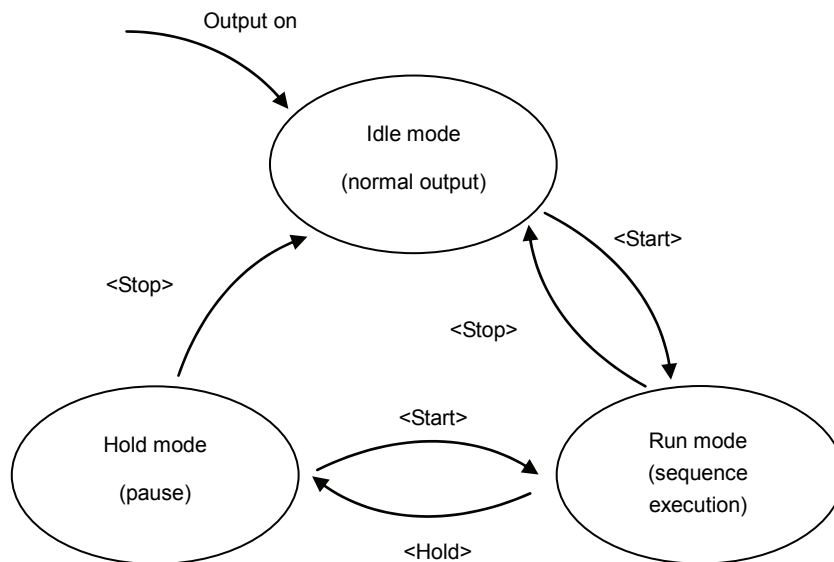 Output on
Idle mode
(normal output)
<Start>
<Stop>
<Stop>
Hold mode
(pause)
<Start>
Run mode
(sequence
execution)
<Hold>